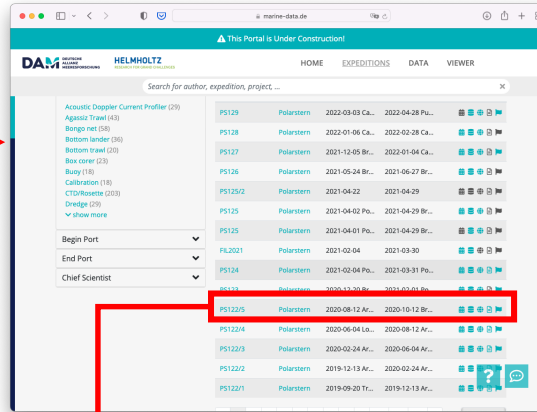 marine-data.de
This Portal is Under Construction!
DAM DEUTSCHE ALLIANZ MEERESFORSCHUNG
HELMHOLTZ
RESEARCH FOR GRAND CHALLENGES
HOME EXPEDITIONS DATA VIEWER
Search for author, expedition, project, ...
Acoustic Doppler Current Profiler (29)
Agassiz Trawl (43)
Bongo net (58)
Bottom lander (36)
Bottom trawl (20)
Box corer (23)
Buoy (18)
Calibration (18)
CTD/Rosette (203)
Dredge (29)
show more
Begin Port
End Port
Chief Scientist
PS129 Polarstern 2022-03-03 Ca... 2022-04-28 Pu...
PS128 Polarstern 2022-01-06 Ca... 2022-02-28 Ca...
PS127 Polarstern 2021-12-05 Br... 2022-01-04 Ca...
PS126 Polarstern 2021-05-24 Br... 2021-06-27 Br...
PS125/2 Polarstern 2021-04-22 2021-04-29
PS125 Polarstern 2021-04-02 Po... 2021-04-29 Br...
PS125 Polarstern 2021-04-01 Po... 2021-04-29 Br...
FIL2021 Polarstern 2021-02-04 2021-03-30
PS124 Polarstern 2021-02-04 Po... 2021-03-31 Po...
PS123 Polarstern 2020-12-20 Br... 2021-02-01 Po...
PS122/5 Polarstern 2020-08-12 Ar... 2020-10-12 Br...
PS122/4 Polarstern 2020-06-04 Lo... 2020-08-12 Ar...
PS122/3 Polarstern 2020-02-24 Ar... 2020-06-04 Ar...
PS122/2 Polarstern 2019-12-13 Ar... 2020-02-24 Ar...
PS122/1 Polarstern 2019-09-20 Tr... 2019-12-13 Ar...
?